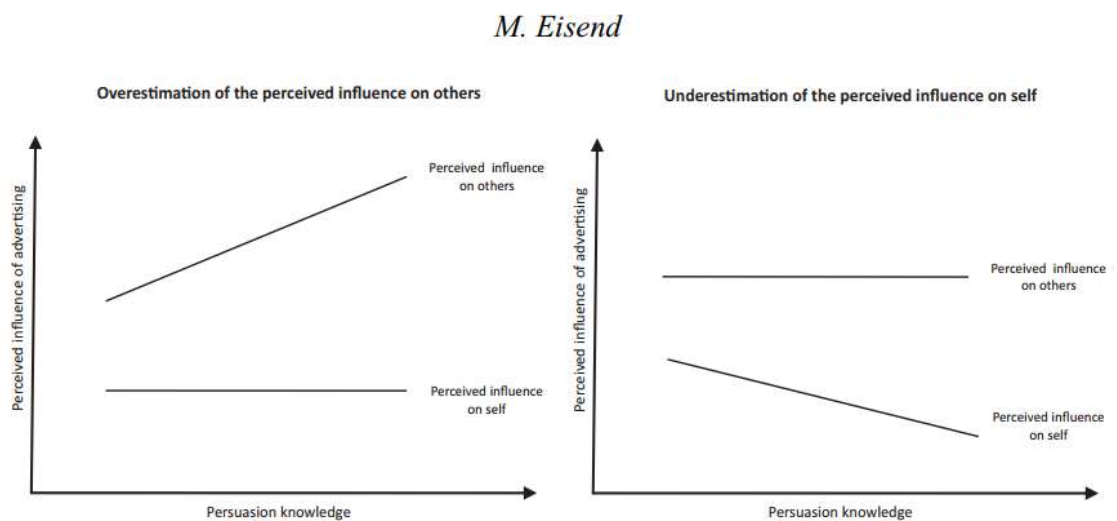 M. Eisend
Overestimation of the perceived influence on others
Perceived influence of advertising
Perceived influence
on others
Perceived influence
on self
Persuasion knowledge
Underestimation of the perceived influence on self
Perceived influence of advertising
Perceived influence
on others
Perceived influence
on self
Persuasion knowledge